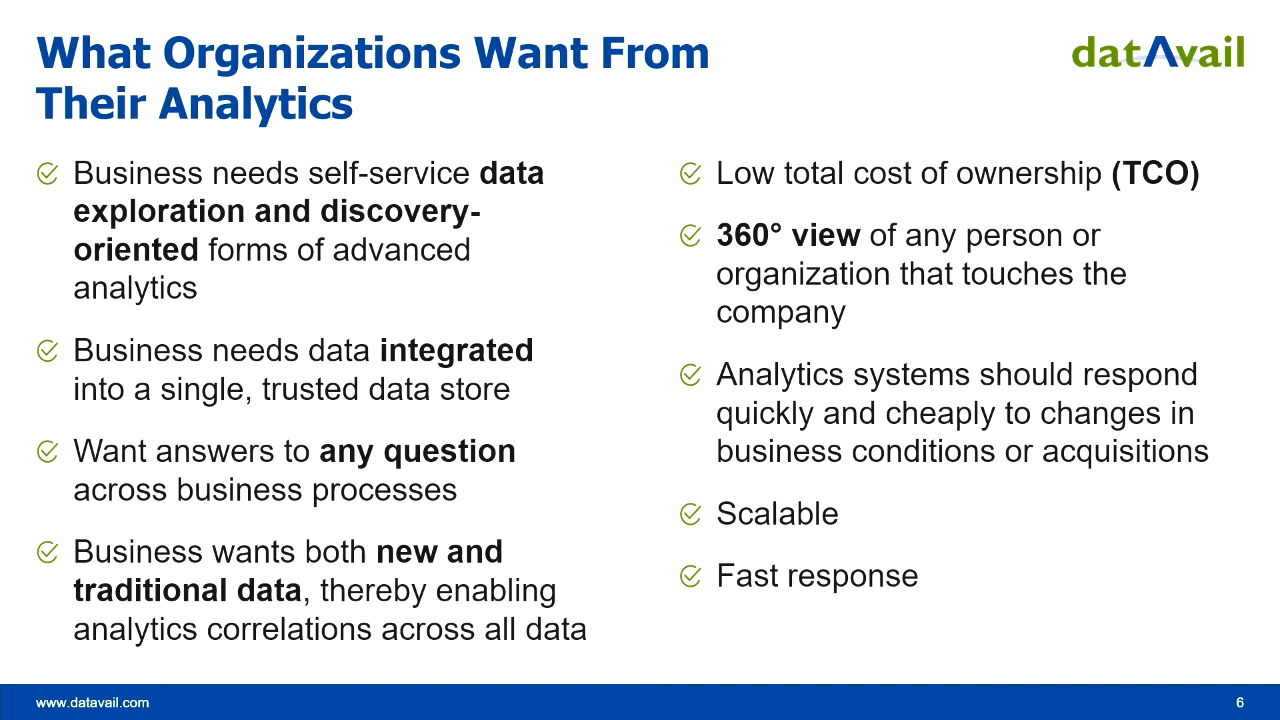 What Organizations Want From
Their Analytics
datAvail
Business needs self-service data
exploration and discovery-
oriented forms of advanced
analytics
Business needs data integrated
into a single, trusted data store
Want answers to any question
across business processes
Business wants both new and
traditional data, thereby enabling
analytics correlations across all data
Low total cost of ownership (TCO)
360° view of any person or
organization that touches the
company
Analytics systems should respond
quickly and cheaply to changes in
business conditions or acquisitions
Scalable
Fast response
www.datavail.com
6